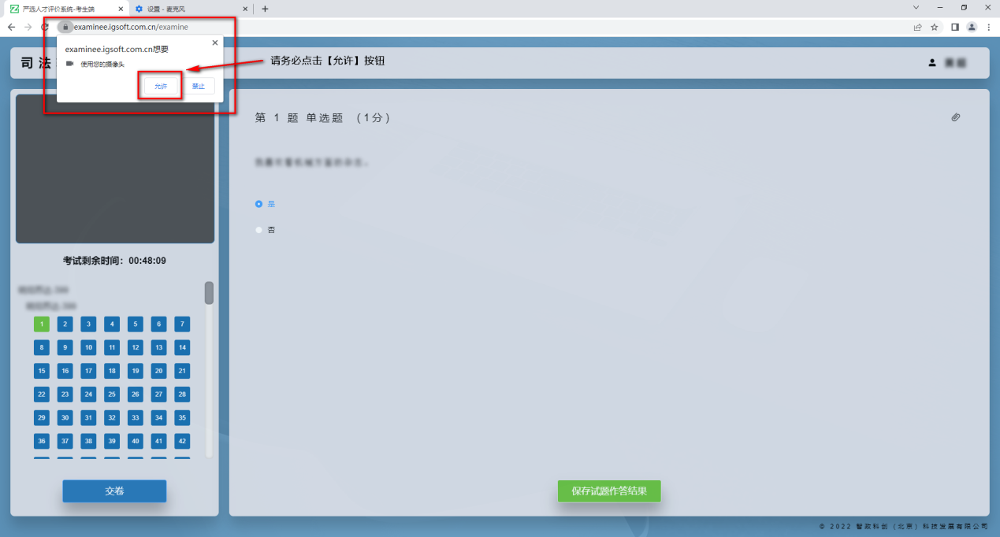 严选人才评价系统-考生端
设置 - 麦克风
examinee.igsoft.com.cn/examine
examinee.igsoft.com.cn想要
使用您的摄像头
允许 禁止
请务必点击【允许】按钮
司 法
第 1 题 单选题 (1分)
是
否
考试剩余时间: 00:48:09
1 2 3 4 5 6 7
8 9 10 11 12 13 14
15 16 17 18 19 20 21
22 23 24 25 26 27 28
29 30 31 32 33 34 35
36 37 38 39 40 41 42
交卷
保存试题作答结果
© 2022 智政科创(北京)科技发展有限公司